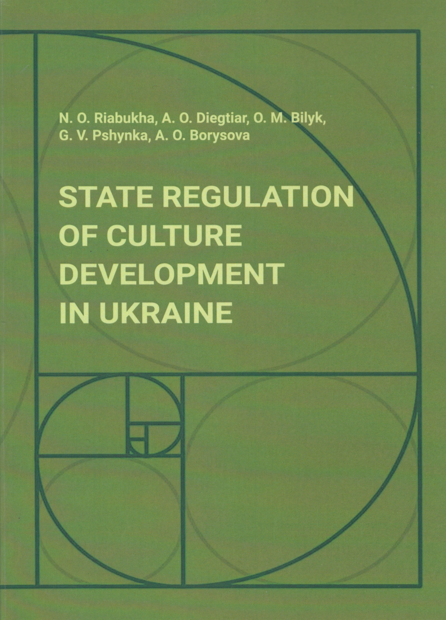 N. O. Riabukha, A. O. Diegtiar, O. M. Bilyk,
G. V. Pshynka, A. O. Borysova
STATE REGULATION
OF CULTURE
DEVELOPMENT
IN UKRAINE